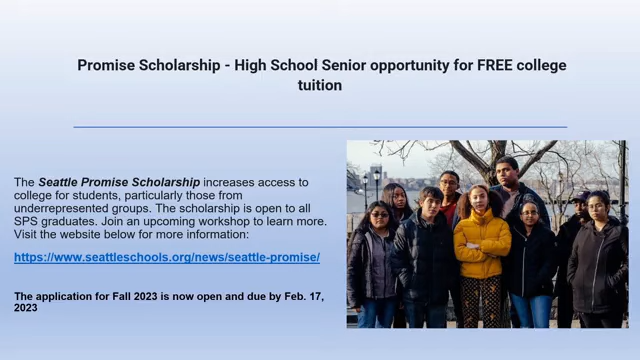 Promise Scholarship - High School Senior opportunity for FREE college
tuition
The Seattle Promise Scholarship increases access to
college for students, particularly those from
underrepresented groups. The scholarship is open to all
SPS graduates. Join an upcoming workshop to learn more.
Visit the website below for more information:
https://www.seattleschools.org/news/seattle-promise/
The application for Fall 2023 is now open and due by Feb. 17,
2023